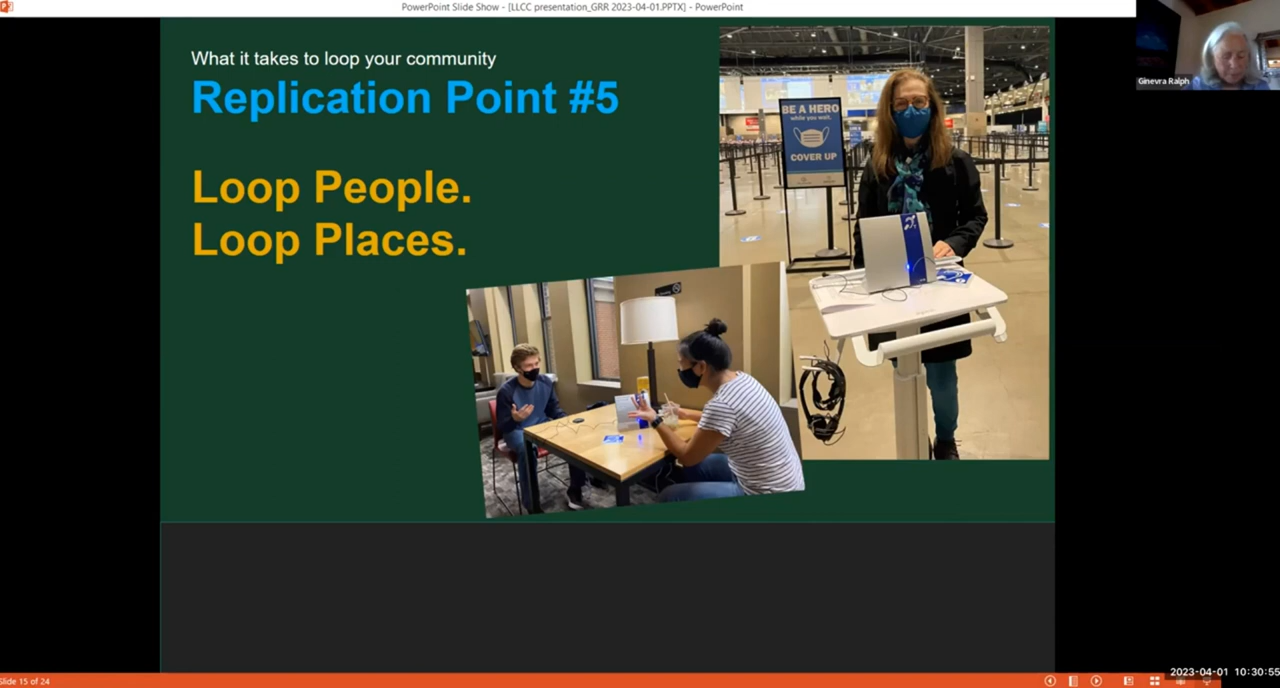 PowerPoint Slide Show - [LLCC presentation_GRR 2023-04-01.PPTX] - PowerPoint
Ginevra Ralph
What it takes to loop your community
Replication Point #5
Loop People.
Loop Places.
BE A HERO
while you wait.
COVER UP
Slide 15 of 24
2023-04-01 10:30:55